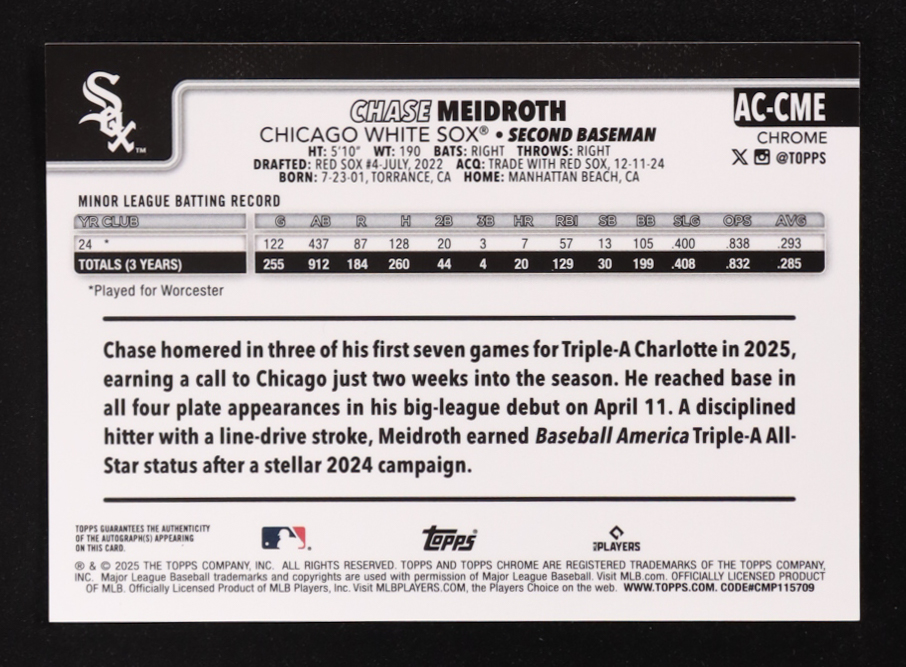 Sox
TM
CHASE MEIDROTH
AC-CME
CHICAGO WHITE SOX® • SECOND BASEMAN
CHROME
HT: 5'10" WT: 190 BATS: RIGHT THROWS: RIGHT
X @TOPPS
DRAFTED: RED SOX #4-JULY, 2022 ACQ: TRADE WITH RED SOX, 12-11-24
BORN: 7-23-01, TORRANCE, CA HOME: MANHATTAN BEACH, CA
MINOR LEAGUE BATTING RECORD
YR CLUB G AB R H 2B 3B HR RBI SB BB SLG OPS AVG
24 * 122 437 87 128 20 3 7 57 13 105 .400 .838 .293
TOTALS (3 YEARS) 255 912 184 260 44 4 20 129 30 199 .408 .832 .285
*Played for Worcester
Chase homered in three of his first seven games for Triple-A Charlotte in 2025,
earning a call to Chicago just two weeks into the season. He reached base in
all four plate appearances in his big-league debut on April 11. A disciplined
hitter with a line-drive stroke, Meidroth earned Baseball America Triple-A All-
Star status after a stellar 2024 campaign.
TOPPS GUARANTEES THE AUTHENTICITY
OF THE AUTOGRAPH(S) APPEARING
ON THIS CARD.
Topps
PLAYERS
® & © 2025 THE TOPPS COMPANY, INC. ALL RIGHTS RESERVED. TOPPS AND TOPPS CHROME ARE REGISTERED TRADEMARKS OF THE TOPPS COMPANY,
INC. Major League Baseball trademarks and copyrights are used with permission of Major League Baseball. Visit MLB.com. OFFICIALLY LICENSED PRODUCT
OF MLB. Officially Licensed Product of MLB Players, Inc. Visit MLBPLAYERS.COM, the Players Choice on the web. WWW.TOPPS.COM. CODE#CMP115709